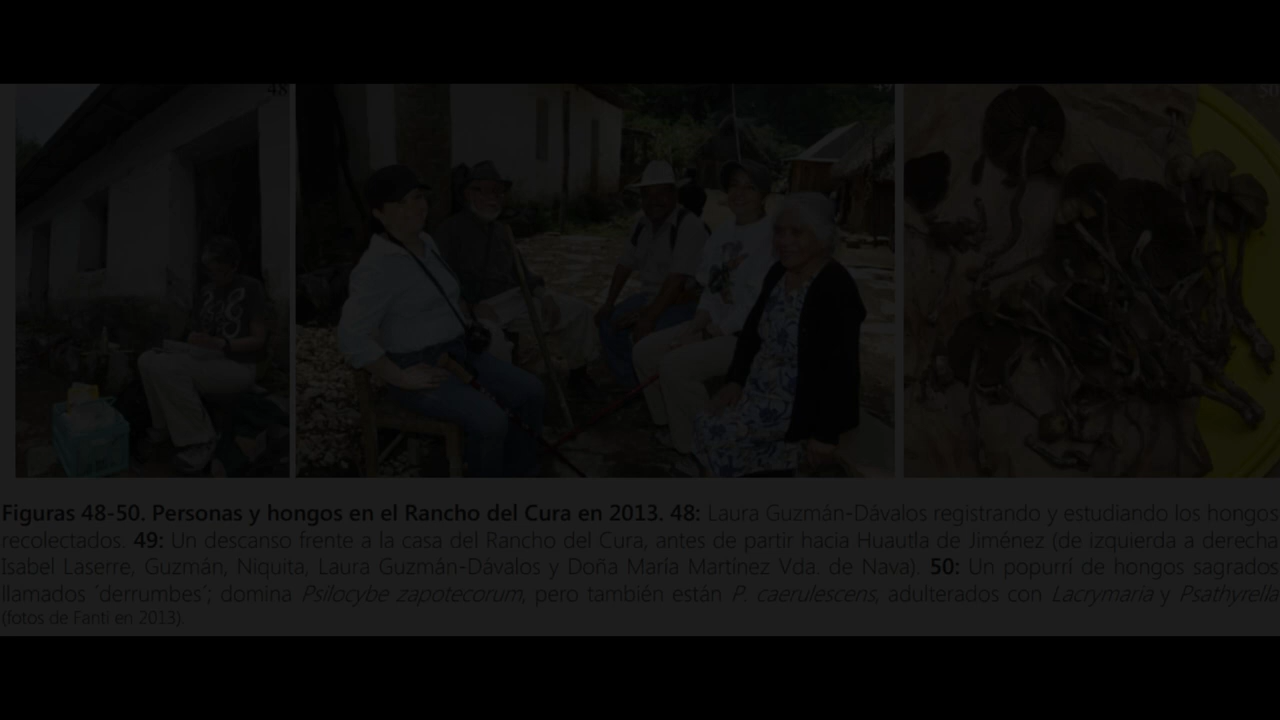 48
Figuras 48-50. Personas y hongos en el Rancho del Cura en 2013. 48: Laura Guzmán-Dávalos registrando y estudiando los hongos
recolectados. 49: Un descanso frente a la casa del Rancho del Cura, antes de partir hacia Huautla de Jiménez (de izquierda a derecha
Isabel Laserre, Guzmán, Niquita, Laura Guzmán-Dávalos y Doña María Martínez Vda. de Nava). 50: Un popurrí de hongos sagrados
llamados 'derrumbes'; domina Psilocybe zapotecorum, pero también están P. caerulescens, adulterados con Lacrymaria y Psathyrella
(fotos de Fanti en 2013).